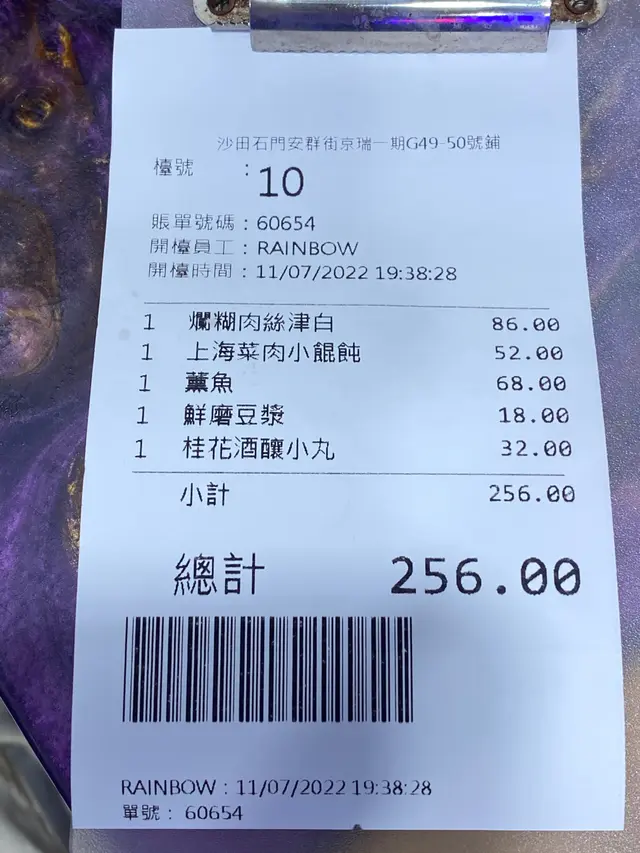 沙田石門安群街京瑞一期G49-50號鋪
檯號 : 10
賬單號碼 : 60654
開檯員工 : RAINBOW
開檯時間 : 11/07/2022 19:38:28
1 爛糊肉絲津白 86.00
1 上海菜肉小餛飩 52.00
1 薰魚 68.00
1 鮮磨豆漿 18.00
1 桂花酒釀小丸 32.00
小計 256.00
總計 256.00
RAINBOW : 11/07/2022 19:38:28
單號 : 60654